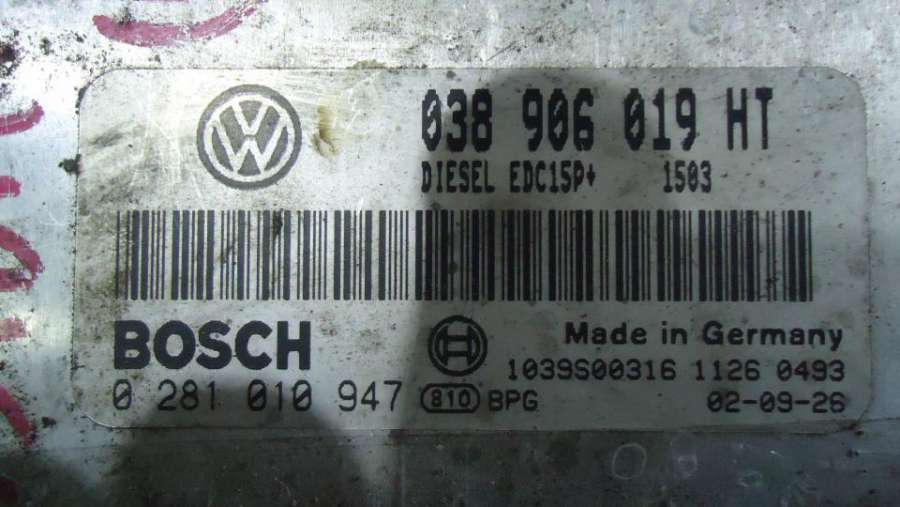 038 906 019 HT
DIESEL EDC15P+ 1503
BOSCH
Made in Germany
1039S00316 1126 0493
0 281 010 947 810 BPG 02-09-26